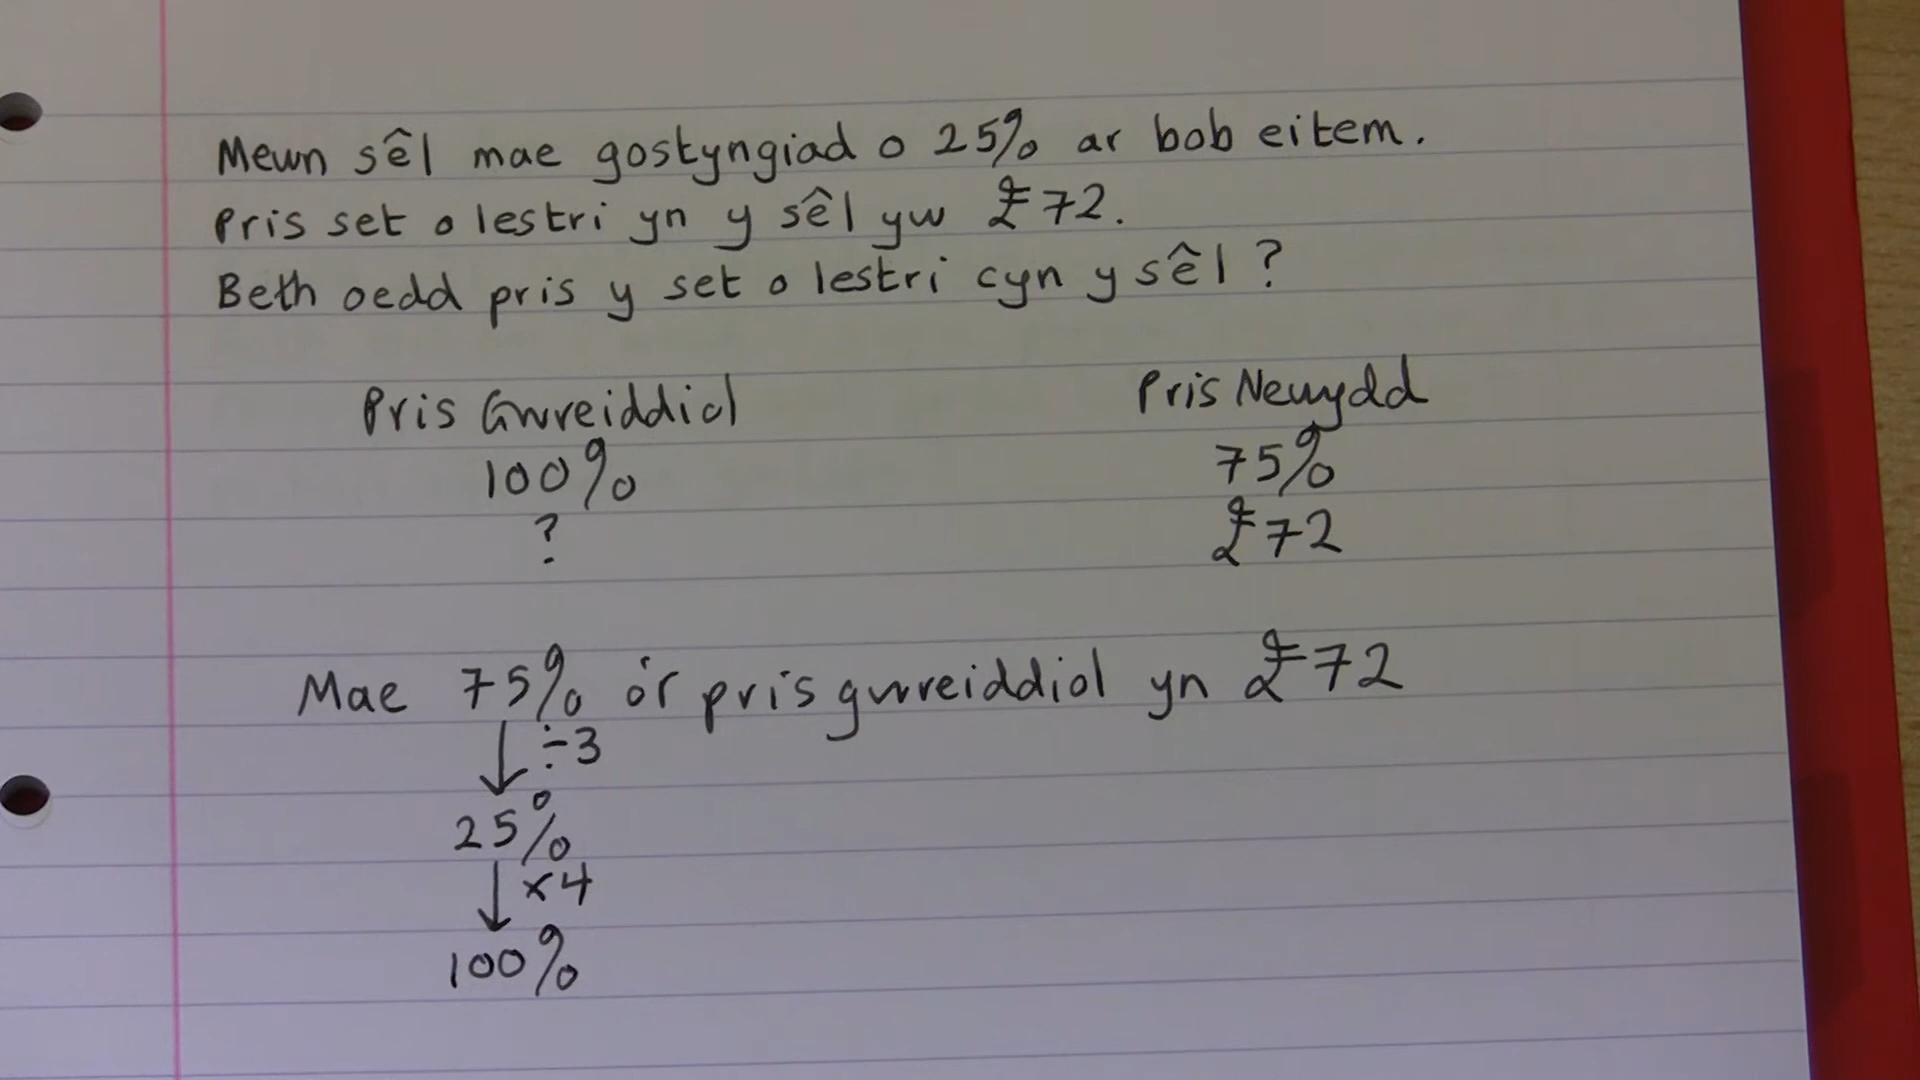 Mewn sêl mae gostyngiad o 25% ar bob eitem.
Pris set o lestri yn y sêl yw £72.
Beth oedd pris y set o lestri cyn y sêl?
Pris Gwreiddiol
Pris Newydd
100%
75%
?
£72
Mae 75% o'r pris gwreiddiol yn £72
÷3
25%
×4
100%